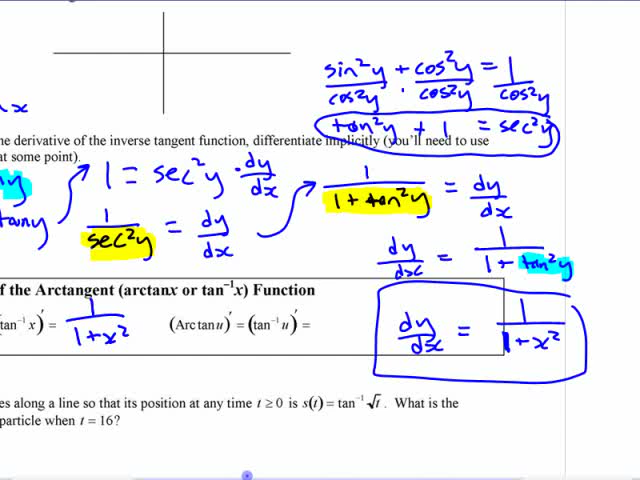 sin²y + cos²y = 1
cos²y · cos²y cos²y
tan²y + 1 = sec²y
he derivative of the inverse tangent function, differentiate implicitly (you'll need to use
at some point).
1 = sec²y · dy/dx
tany
1/sec²y = dy/dx
1/(1 + tan²y) = dy/dx
dy/dx = 1/(1 + tan²y)
f the Arctangent (arctanx or tan⁻¹x) Function
(tan⁻¹ x)′ = 1/(1+x²) (Arctan u)′ = (tan⁻¹ u)′ =
dy/dx = 1/(1+x²)
es along a line so that its position at any time t ≥ 0 is s(t) = tan⁻¹ √t . What is the
particle when t = 16?